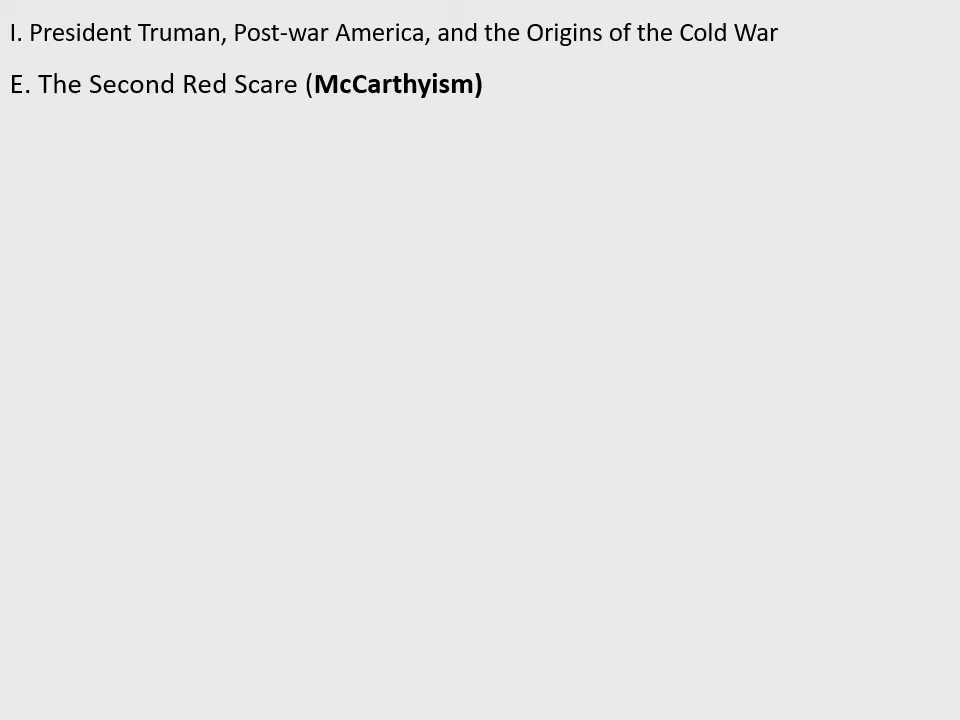 I. President Truman, Post-war America, and the Origins of the Cold War
E. The Second Red Scare (McCarthyism)